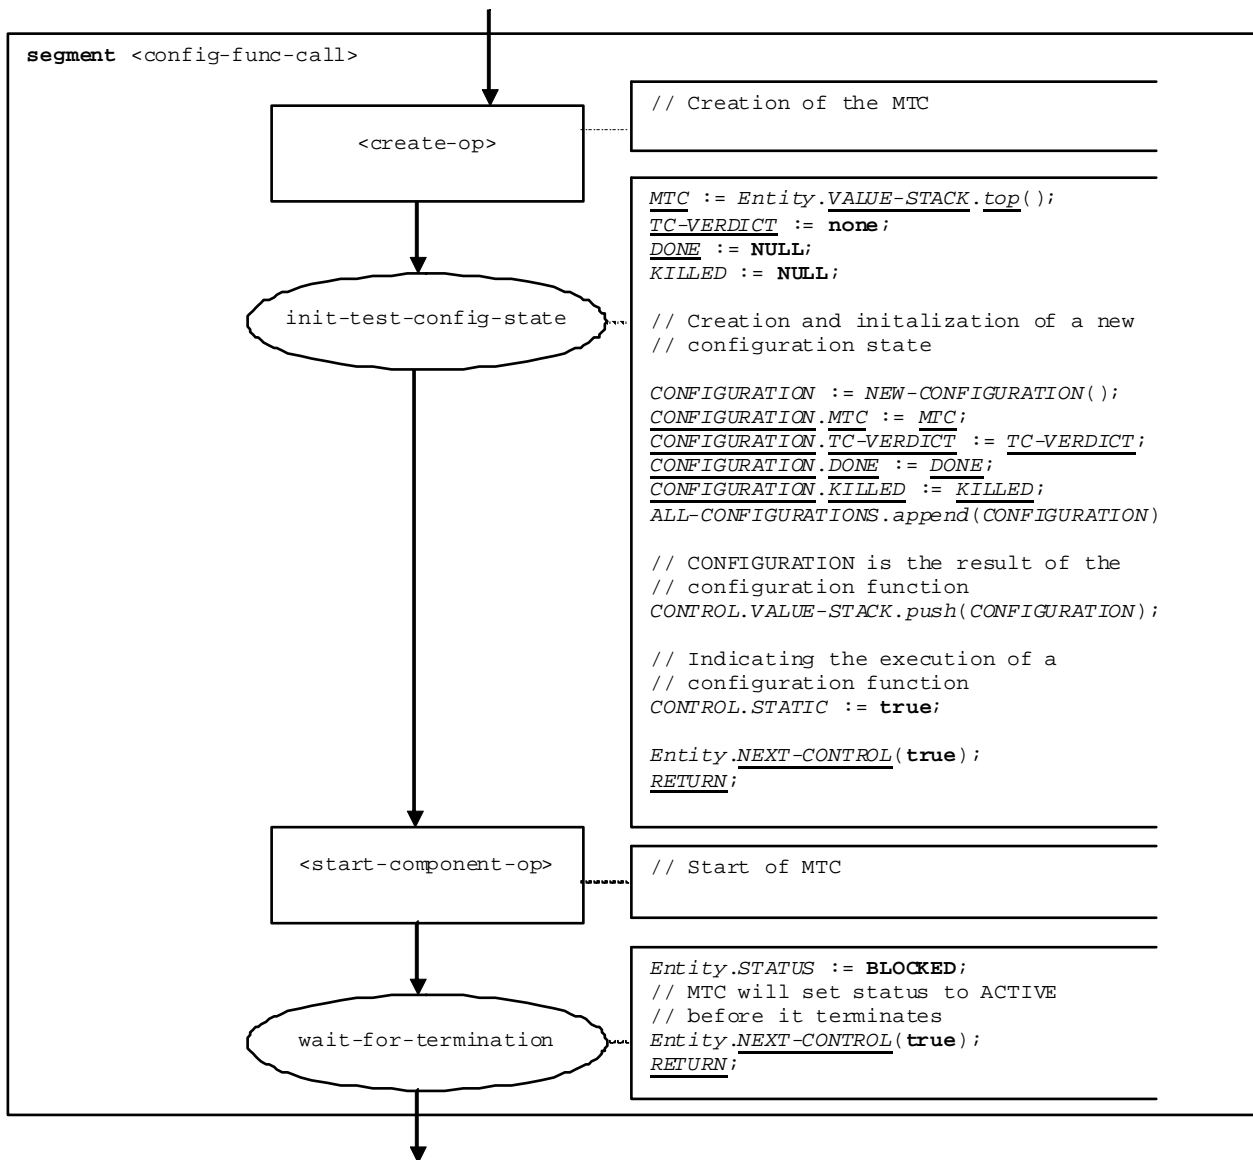 segment <config-func-call>
<create-op>
// Creation of the MTC
init-test-config-state
MTC := Entity.VALUE-STACK.top();
TC-VERDICT := none;
DONE := NULL;
KILLED := NULL;
// Creation and initalization of a new
// configuration state
CONFIGURATION := NEW-CONFIGURATION();
CONFIGURATION.MTC := MTC;
CONFIGURATION.TC-VERDICT := TC-VERDICT;
CONFIGURATION.DONE := DONE;
CONFIGURATION.KILLED := KILLED;
ALL-CONFIGURATIONS.append(CONFIGURATION)
// CONFIGURATION is the result of the
// configuration function
CONTROL.VALUE-STACK.push(CONFIGURATION);
// Indicating the execution of a
// configuration function
CONTROL.STATIC := true;
Entity.NEXT-CONTROL(true);
RETURN;
<start-component-op>
// Start of MTC
wait-for-termination
Entity.STATUS := BLOCKED;
// MTC will set status to ACTIVE
// before it terminates
Entity.NEXT-CONTROL(true);
RETURN;